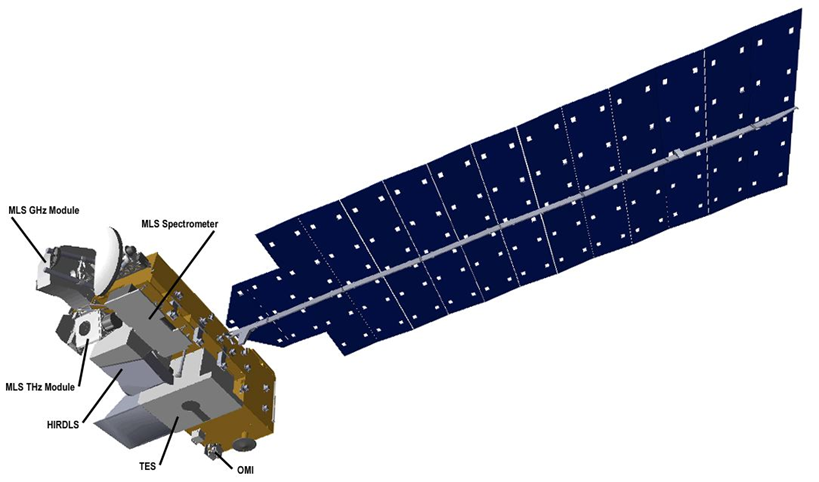 MLS GHz Module
MLS Spectrometer
MLS THz Module
HIRDLS
TES
OMI